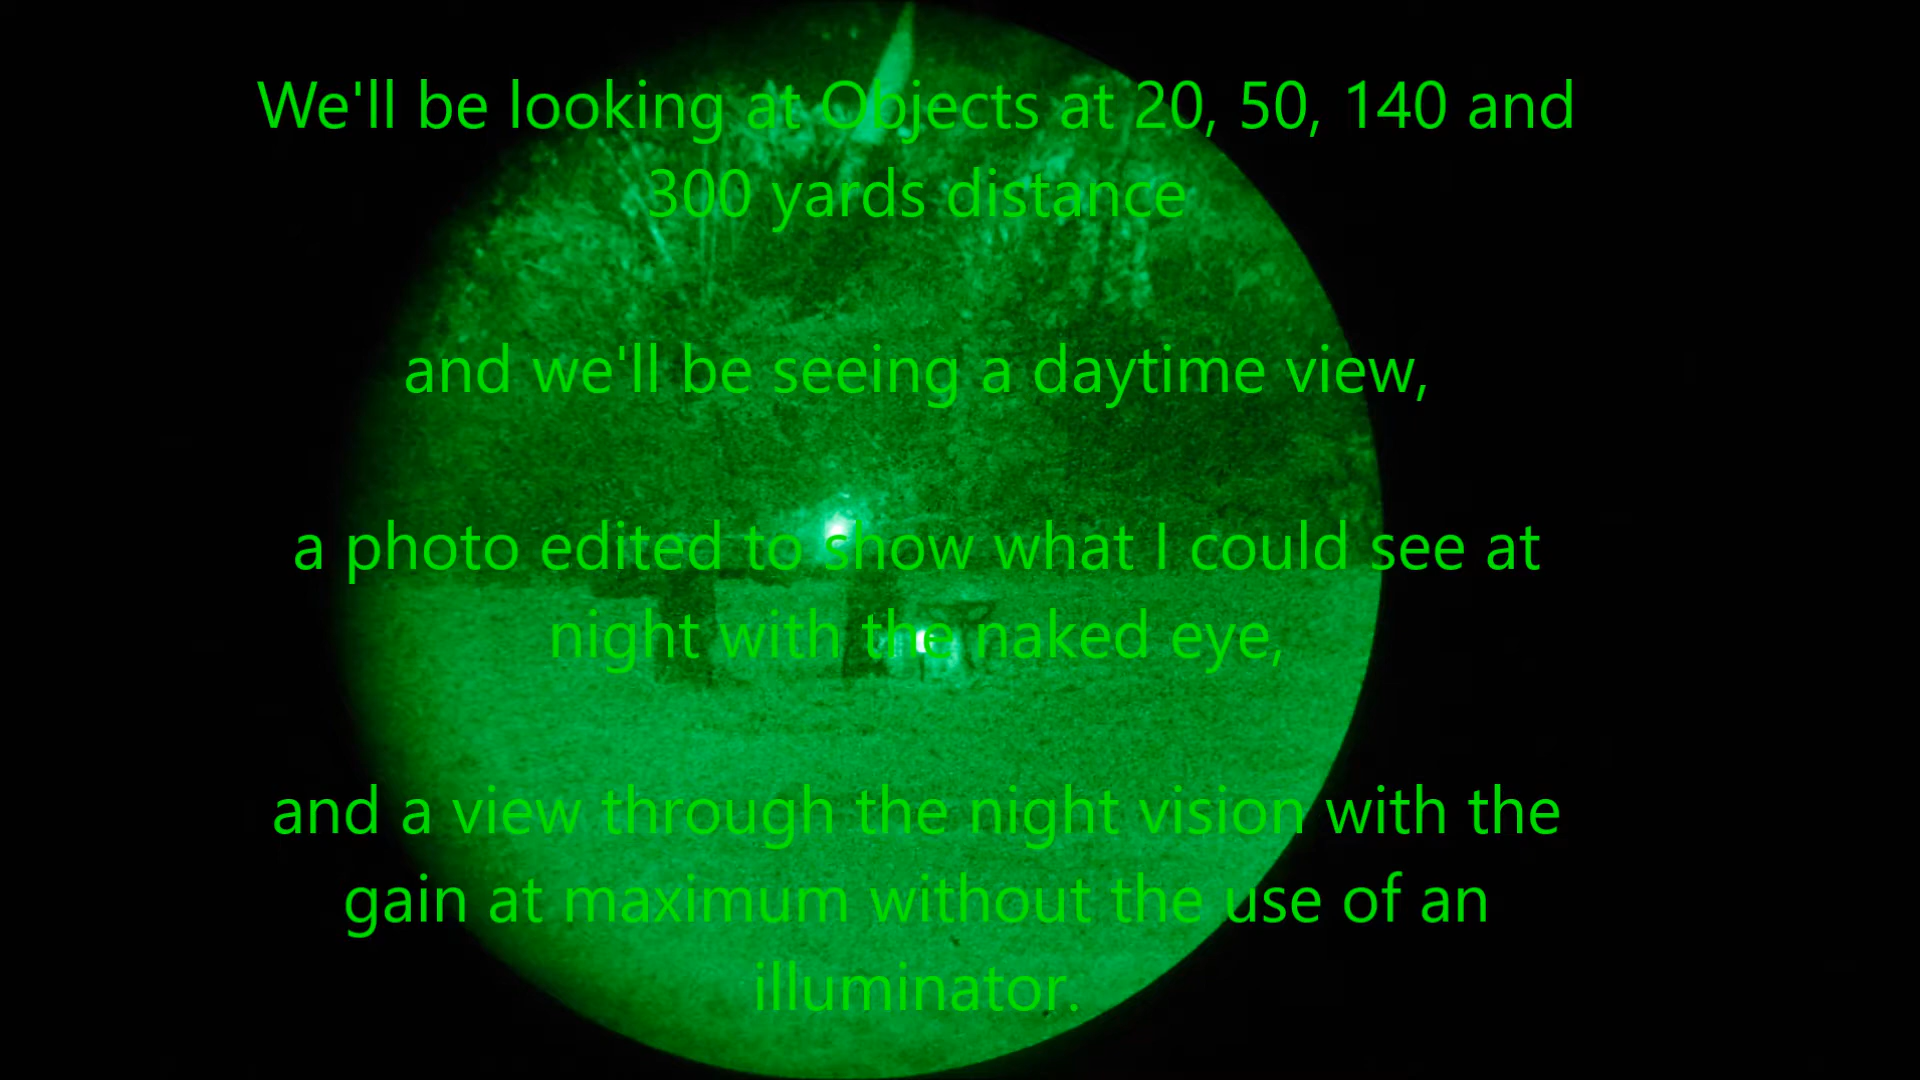 We'll be looking at Objects at 20, 50, 140 and
300 yards distance
and we'll be seeing a daytime view,
a photo edited to show what I could see at
night with the naked eye,
and a view through the night vision with the
gain at maximum without the use of an
illuminator.